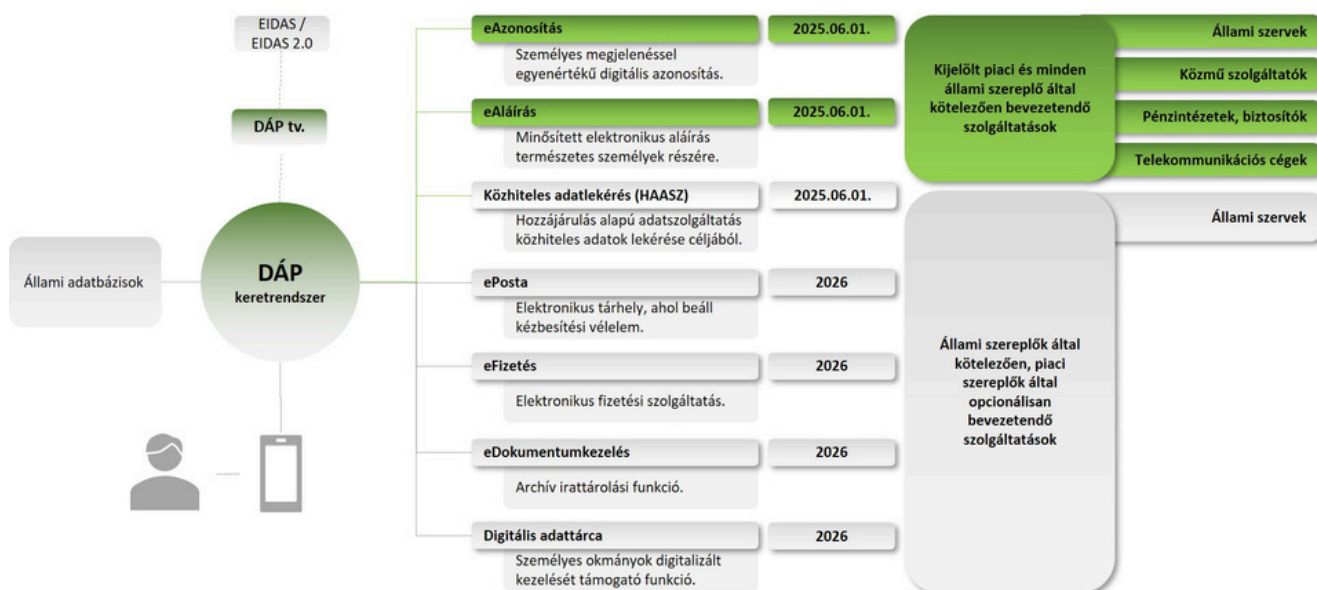 EIDAS /
EIDAS 2.0
DÁP tv.
DÁP
keretrendszer
Állami adatbázisok
eAzonosítás
2025.06.01.
Személyes megjelenéssel
egyenértékű digitális azonosítás.
eAláírás
2025.06.01.
Minősített elektronikus aláírás
természetes személyek részére.
Közhiteles adatlekérés (HAASZ)
2025.06.01.
Hozzájárulás alapú adatszolgáltatás
közhiteles adatok lekérése céljából.
ePosta
2026
Elektronikus tárhely, ahol beáll
kézbesítési vélelem.
eFizetés
2026
Elektronikus fizetési szolgáltatás.
eDokumentumkezelés
2026
Archív irattárolási funkció.
Digitális adattárca
2026
Személyes okmányok digitalizált
kezelését támogató funkció.
Kijelölt piaci és minden
állami szereplő által
kötelezően bevezetendő
szolgáltatások
Állami szervek
Közmű szolgáltatók
Pénzintézetek, biztosítók
Telekommunikációs cégek
Állami szereplők által
kötelezően, piaci
szereplők által
opcionálisan
bevezetendő
szolgáltatások
Állami szervek